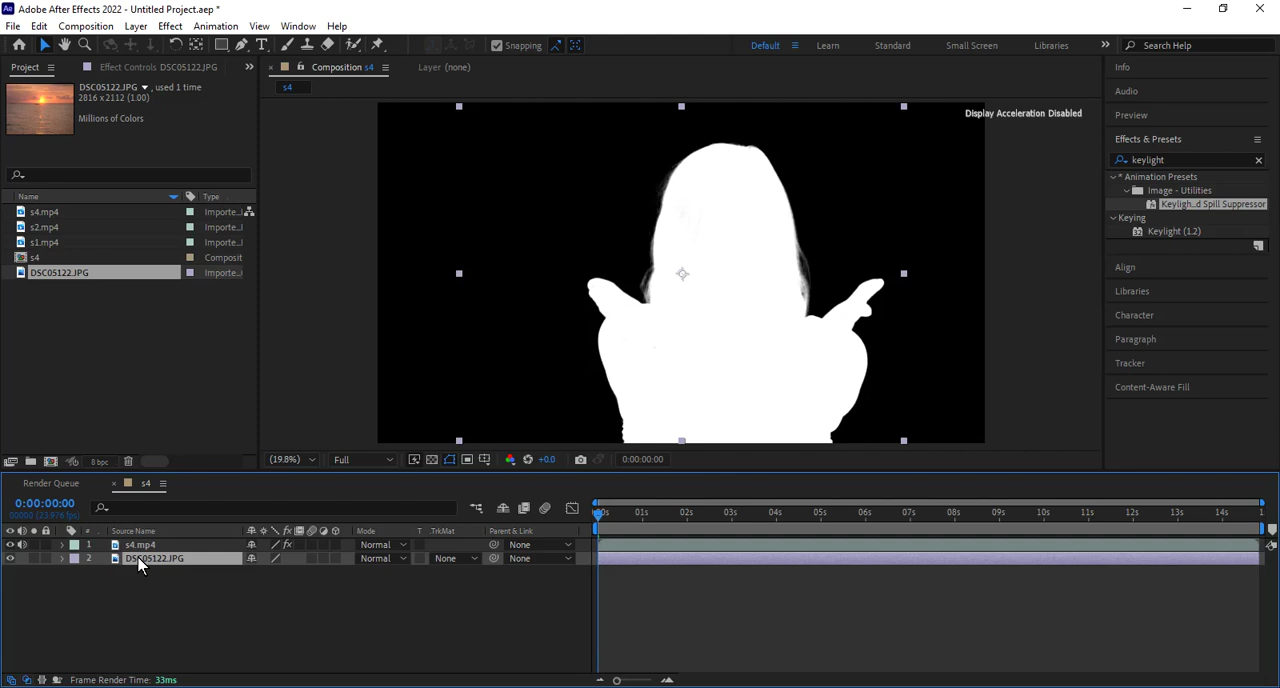 Adobe After Effects 2022 - Untitled Project.aep *
File Edit Composition Layer Effect Animation View Window Help
Snapping Default Learn Standard Small Screen Libraries Search Help
Project Effect Controls DSC05122.JPG Composition s4 Layer (none) Info
DSC05122.JPG , used 1 time
2816 x 2112 (1.00)
Millions of Colors
s4
Display Acceleration Disabled
Audio
Preview
Effects & Presets
keylight
* Animation Presets
Image - Utilities
Keyligh...d Spill Suppressor
Keying
Keylight (1.2)
Align
Libraries
Character
Paragraph
Tracker
Content-Aware Fill
Name Type
s4.mp4 Importe...
s2.mp4 Importe...
s1.mp4 Importe...
s4 Composit
DSC05122.JPG Importe...
8 bpc
(19.8%) Full +0.0 0:00:00:00
Render Queue s4
0:00:00:00
00000 (23.976 fps)
:00s 01s 02s 03s 04s 05s 06s 07s 08s 09s 10s 11s 12s 13s 14s 1
# Source Name Mode T .TrkMat Parent & Link
1 s4.mp4 Normal None
2 DSC05122.JPG Normal None None
Frame Render Time: 33ms